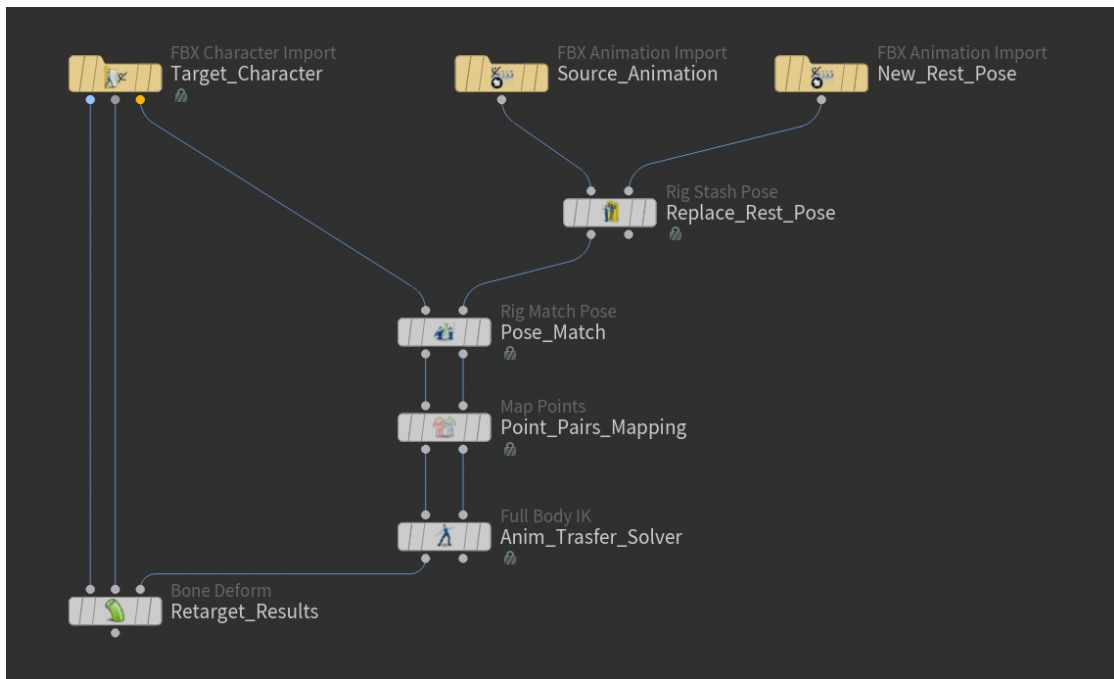 FBX Character Import
Target_Character
FBX Animation Import
Source_Animation
FBX Animation Import
New_Rest_Pose
Rig Stash Pose
Replace_Rest_Pose
Rig Match Pose
Pose_Match
Map Points
Point_Pairs_Mapping
Full Body IK
Anim_Trasfer_Solver
Bone Deform
Retarget_Results